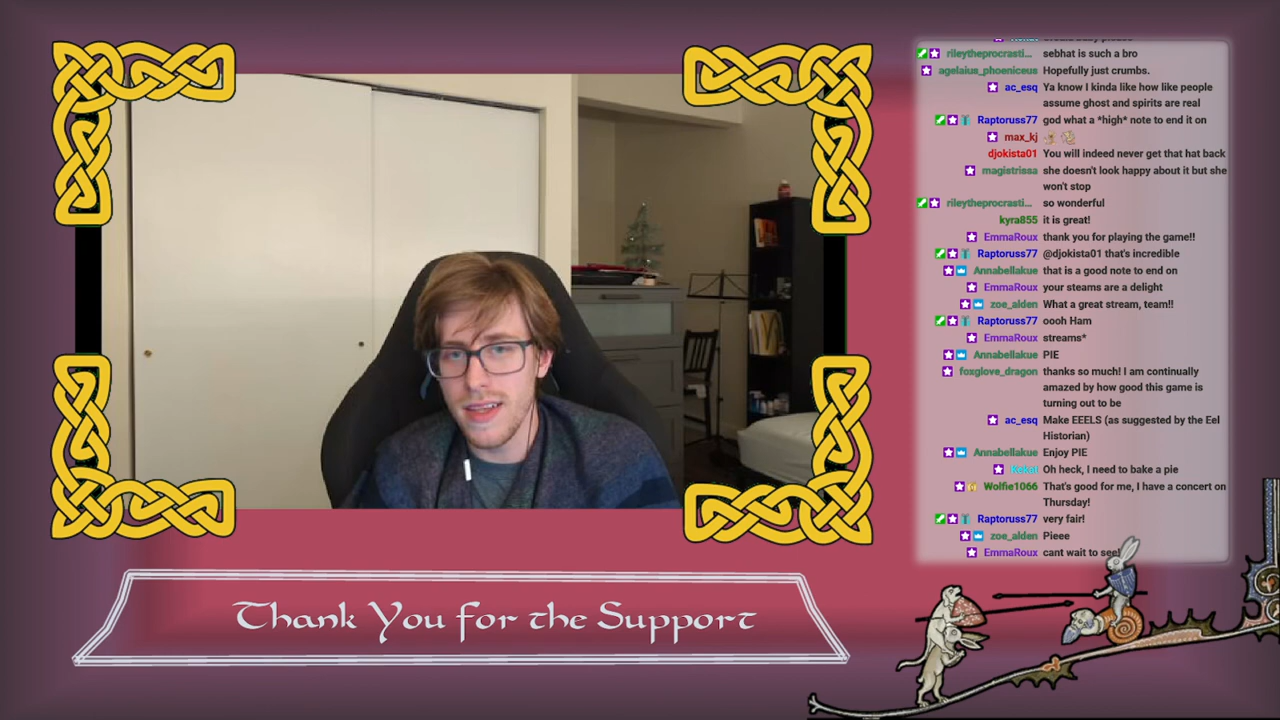 rileytheprocrasti... sebhat is such a bro
agelaius_phoeniceus Hopefully just crumbs.
ac_esq Ya know I kinda like how like people
assume ghost and spirits are real
Raptoruss77 god what a *high* note to end it on
max_kj
djokista01 You will indeed never get that hat back
magistrissa she doesn't look happy about it but she
won't stop
rileytheprocrasti... so wonderful
kyra855 it is great!
EmmaRoux thank you for playing the game!!
Raptoruss77 @djokista01 that's incredible
Annabellakue that is a good note to end on
EmmaRoux your steams are a delight
zoe_alden What a great stream, team!!
Raptoruss77 oooh Ham
EmmaRoux streams*
Annabellakue PIE
foxglove_dragon thanks so much! I am continually
amazed by how good this game is
turning out to be
ac_esq Make EEELS (as suggested by the Eel
Historian)
Annabellakue Enjoy PIE
Oh heck, I need to bake a pie
Wolfie1066 That's good for me, I have a concert on
Thursday!
Raptoruss77 very fair!
zoe_alden Pieee
EmmaRoux cant wait to see!
Thank You for the Support